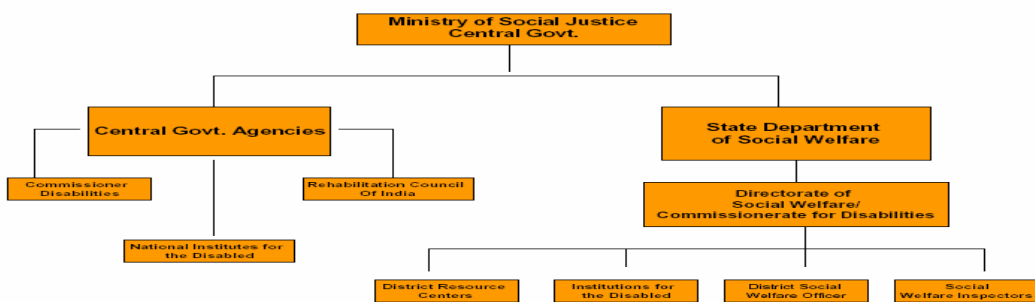 Ministry of Social Justice
Central Govt.
Central Govt. Agencies
State Department
of Social Welfare
Commissioner
Disabilities
Rehabilitation Council
Of India
Directorate of
Social Welfare/
Commissionerate for Disabilities
National Institutes for
the Disabled
District Resource
Centers
Institutions for
the Disabled
District Social
Welfare Officer
Social
Welfare Inspectors